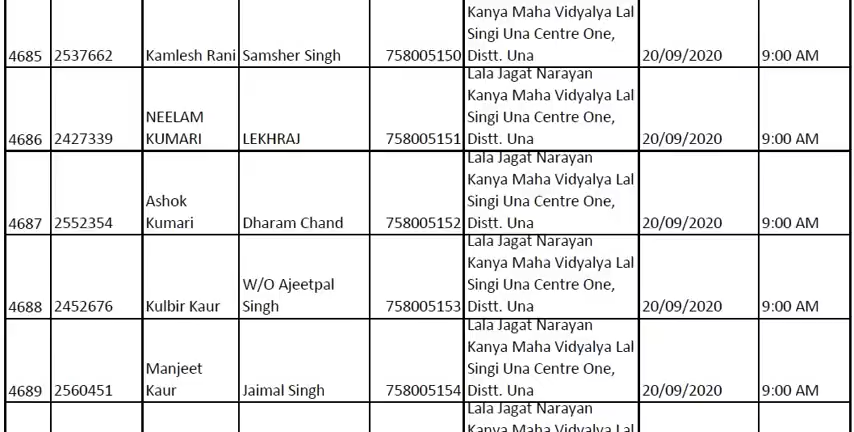 Kanya Maha Vidyalya Lal
Singi Una Centre One,
4685 2537662 Kamlesh Rani Samsher Singh 758005150 Distt. Una 20/09/2020 9:00 AM
Lala Jagat Narayan
Kanya Maha Vidyalya Lal
NEELAM Singi Una Centre One,
4686 2427339 KUMARI LEKHRAJ 758005151 Distt. Una 20/09/2020 9:00 AM
Lala Jagat Narayan
Kanya Maha Vidyalya Lal
Ashok Singi Una Centre One,
4687 2552354 Kumari Dharam Chand 758005152 Distt. Una 20/09/2020 9:00 AM
Lala Jagat Narayan
Kanya Maha Vidyalya Lal
W/O Ajeetpal Singi Una Centre One,
4688 2452676 Kulbir Kaur Singh 758005153 Distt. Una 20/09/2020 9:00 AM
Lala Jagat Narayan
Kanya Maha Vidyalya Lal
Manjeet Singi Una Centre One,
4689 2560451 Kaur Jaimal Singh 758005154 Distt. Una 20/09/2020 9:00 AM
Lala Jagat Narayan
Kanya Maha Vidyalya Lal